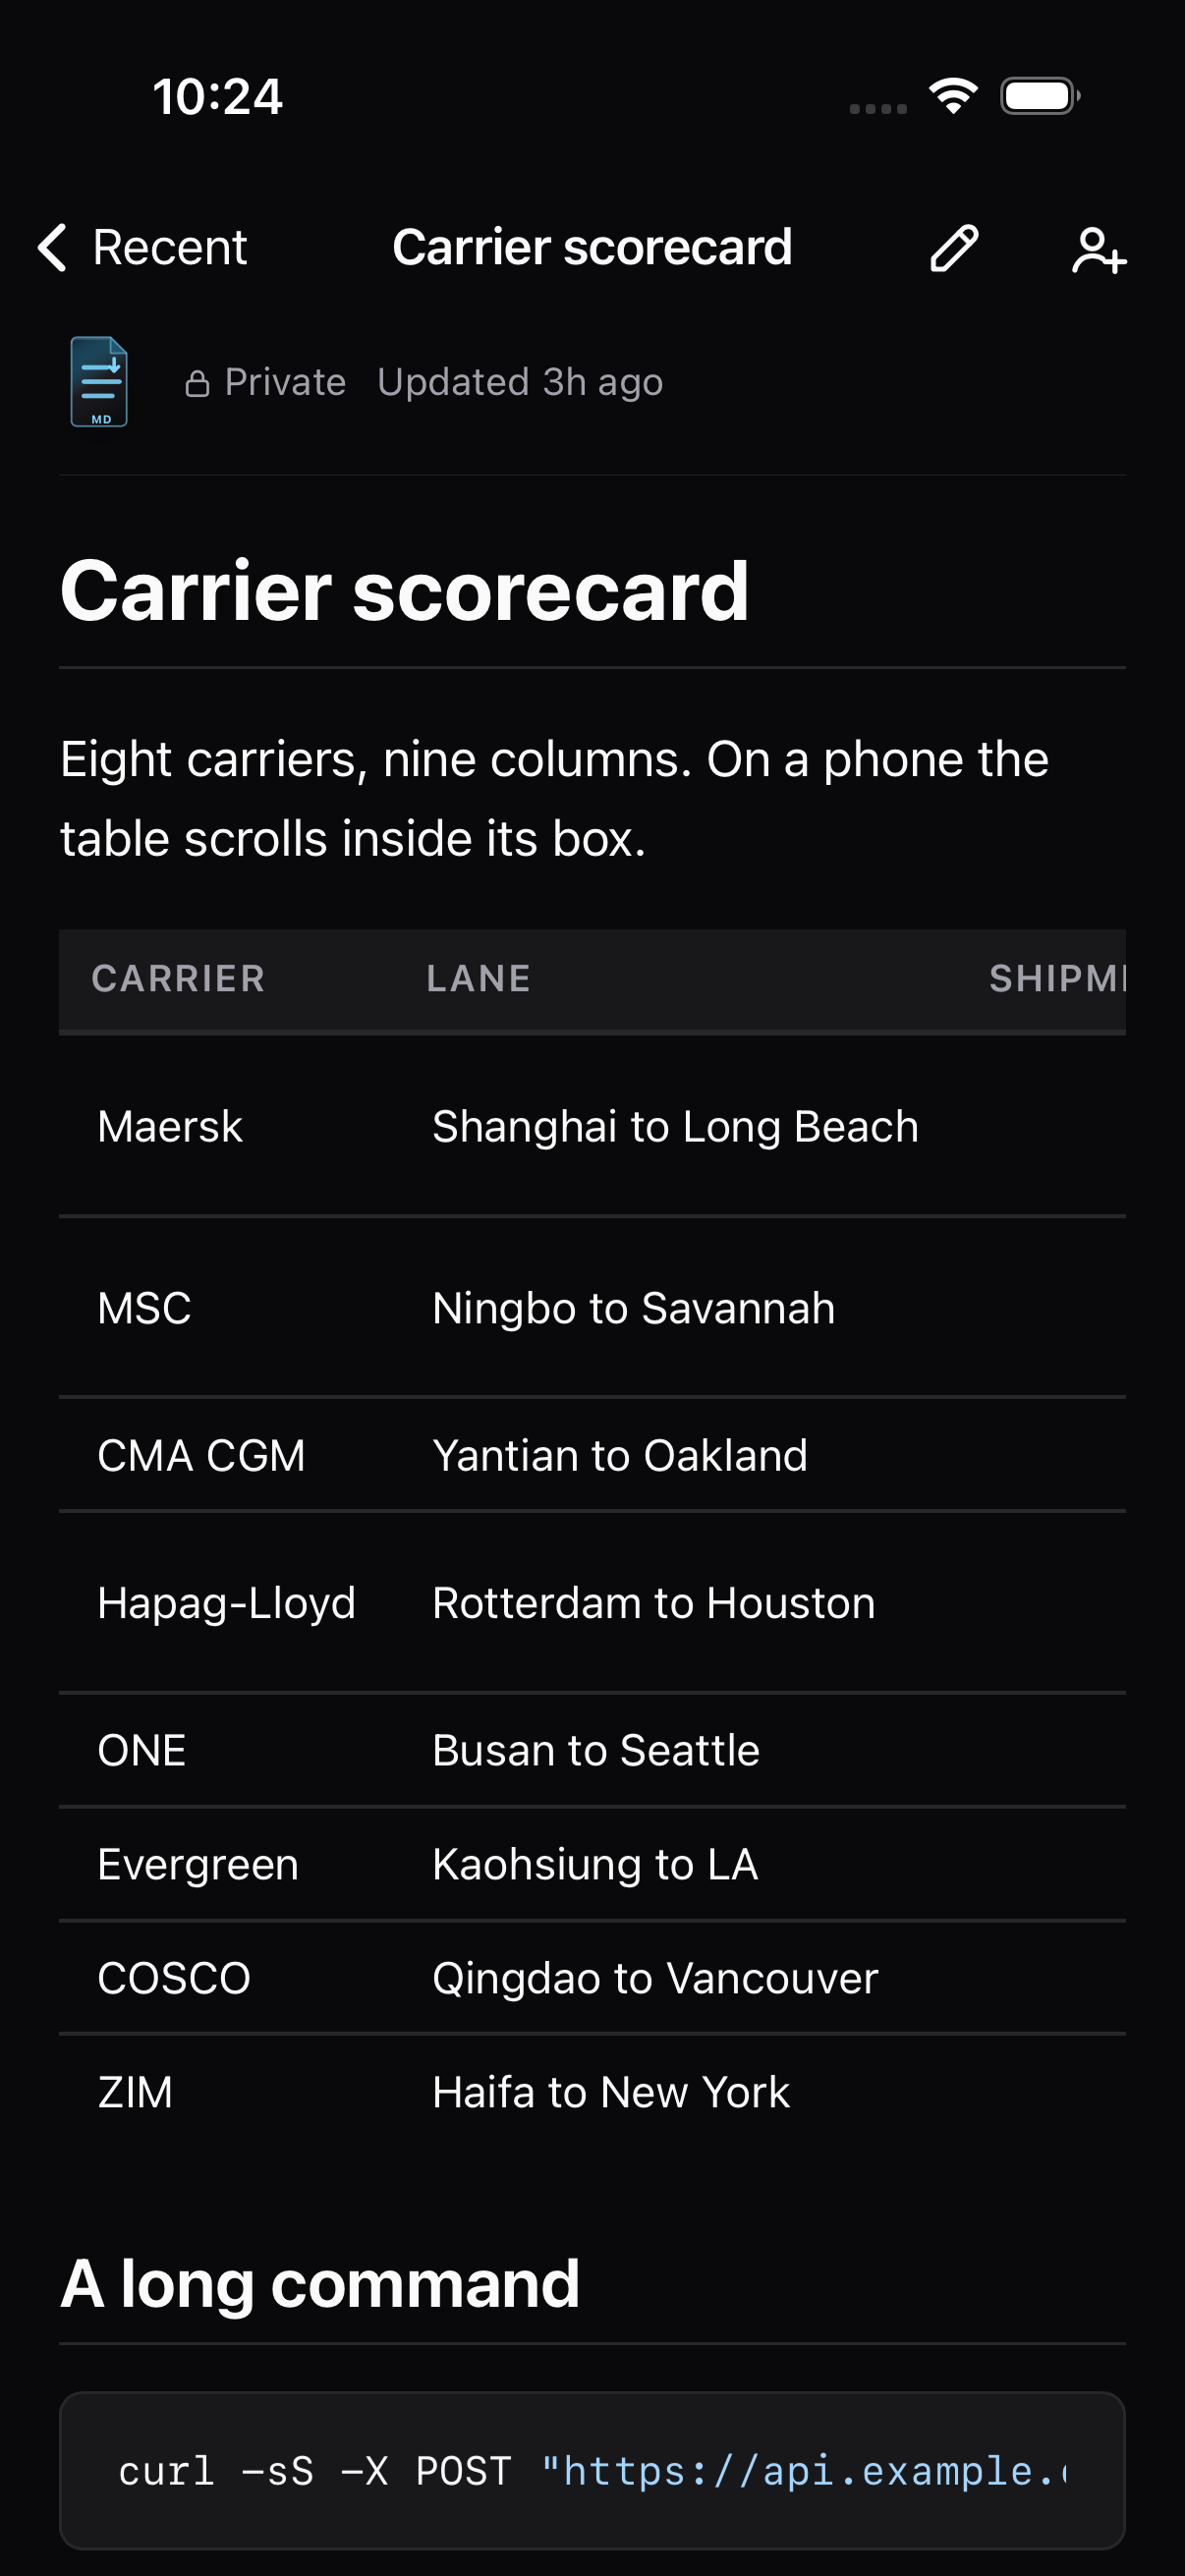 10:24
Recent
Carrier scorecard
MD
Private Updated 3h ago
Carrier scorecard
Eight carriers, nine columns. On a phone the
table scrolls inside its box.
CARRIER LANE SHIPM
Maersk Shanghai to Long Beach
MSC Ningbo to Savannah
CMA CGM Yantian to Oakland
Hapag-Lloyd Rotterdam to Houston
ONE Busan to Seattle
Evergreen Kaohsiung to LA
COSCO Qingdao to Vancouver
ZIM Haifa to New York
A long command
curl -sS -X POST "https://api.example.